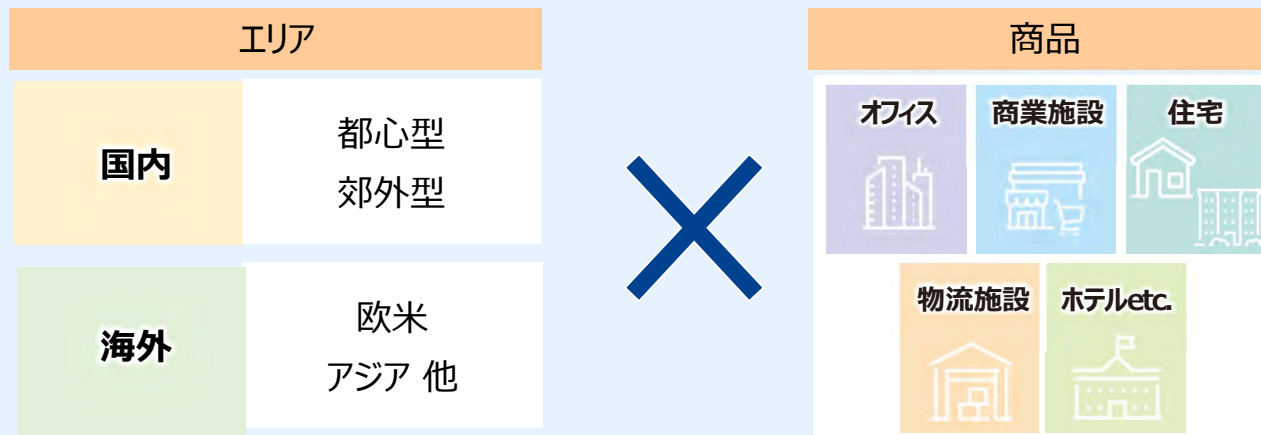 エリア
国内
都心型
郊外型
海外
欧米
アジア 他
商品
オフィス
商業施設
住宅
物流施設
ホテルetc.